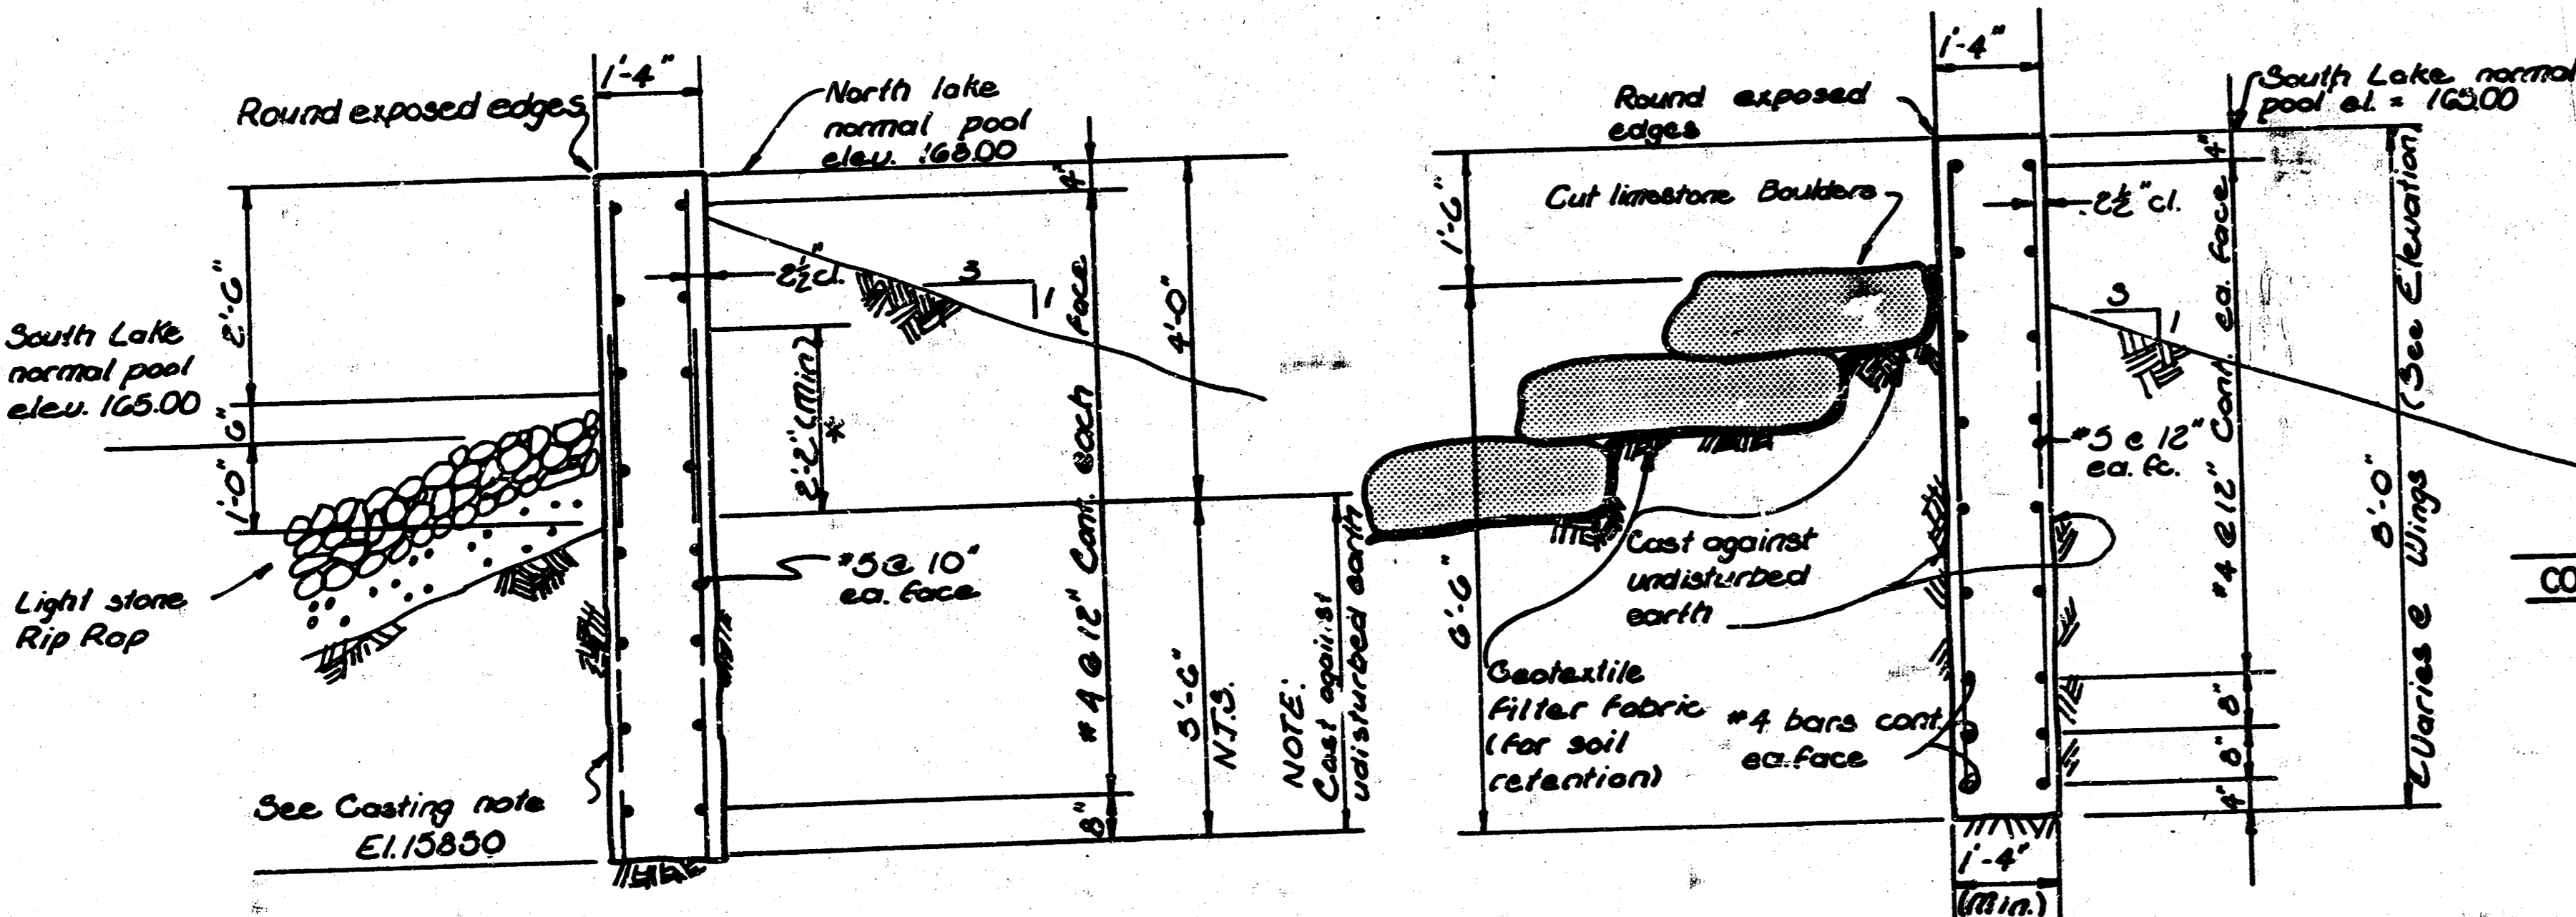 1'-4"
Round exposed edges
North lake
normal pool
elev. 168.00
4"
2'-6"
2½"cl.
3
1
#4 @ 12" Cont. each face
4'-0"
South Lake
normal pool
elev. 165.00
6"
1'-0"
2'-2"(Min)
*
Light stone
Rip Rap
#5 @ 10"
ea. face
5'-6"
N.T.S.
NOTE:
Cast against
udisturbed earth
See Casting note
El.15850
8"
1'-4"
Round exposed
edges
South Lake normal
pool el. = 165.00
4"
1'-6"
Cut limestone Boulders
2½"cl.
3
1
#4 @ 12" Cont. ea. face
#5 @ 12"
ea. fc.
8'-0"
Varies @ Wings (See Elevation)
6'-6"
Cast against
undisturbed
earth
Geotextile
filter fabric
(for soil
retention)
#4 bars cont.
ea. face
8"
8"
4"
1'-4"
(Min.)
CO